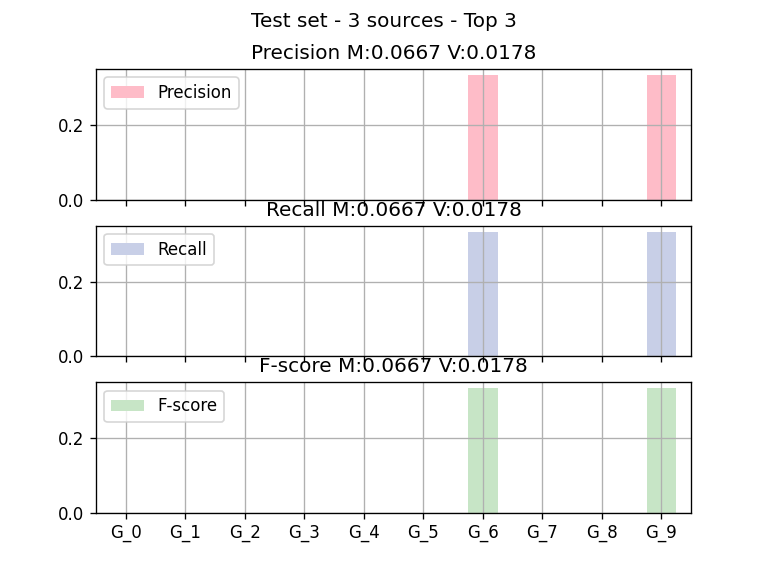 Test set - 3 sources - Top 3
Precision M:0.0667 V:0.0178
Precision
0.2
0.0
Recall M:0.0667 V:0.0178
Recall
0.2
0.0
F-score M:0.0667 V:0.0178
F-score
0.2
0.0
G_0 G_1 G_2 G_3 G_4 G_5 G_6 G_7 G_8 G_9